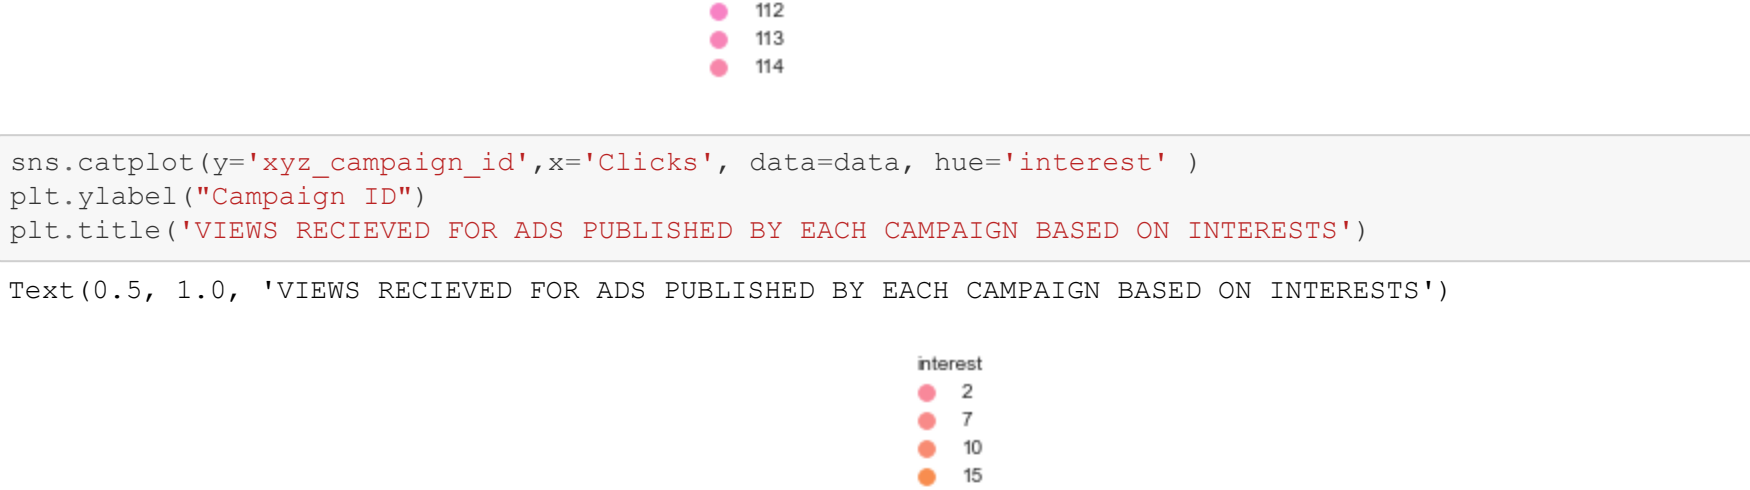 112
113
114
sns.catplot(y='xyz_campaign_id',x='Clicks', data=data, hue='interest' )
plt.ylabel("Campaign ID")
plt.title('VIEWS RECIEVED FOR ADS PUBLISHED BY EACH CAMPAIGN BASED ON INTERESTS')
Text(0.5, 1.0, 'VIEWS RECIEVED FOR ADS PUBLISHED BY EACH CAMPAIGN BASED ON INTERESTS')
interest
2
7
10
15